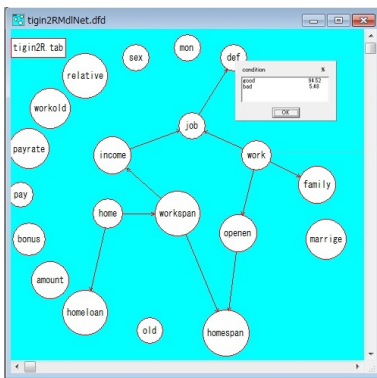 tigin2RMdlNet.dfd
tigin2R.tab
sex
mon
def
relative
condition %
good 94.52
bad 5.48
OK
workold
job
payrate
income
work
family
pay
home
workspan
openen
bonus
marrige
amount
homeloan
old
homespan